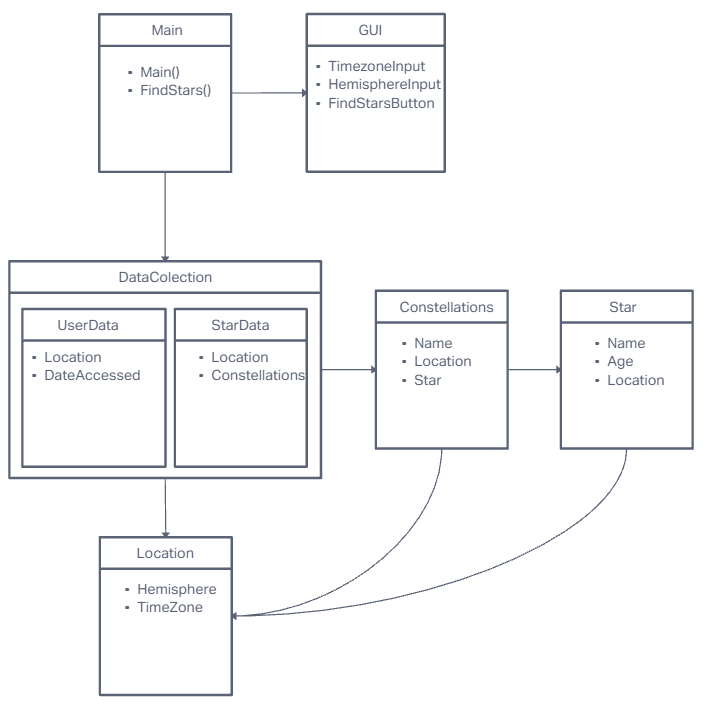 Main
• Main()
• FindStars()
GUI
• TimezoneInput
• HemisphereInput
• FindStarsButton
DataColection
UserData
• Location
• DateAccessed
StarData
• Location
• Constellations
Constellations
• Name
• Location
• Star
Star
• Name
• Age
• Location
Location
• Hemisphere
• TimeZone